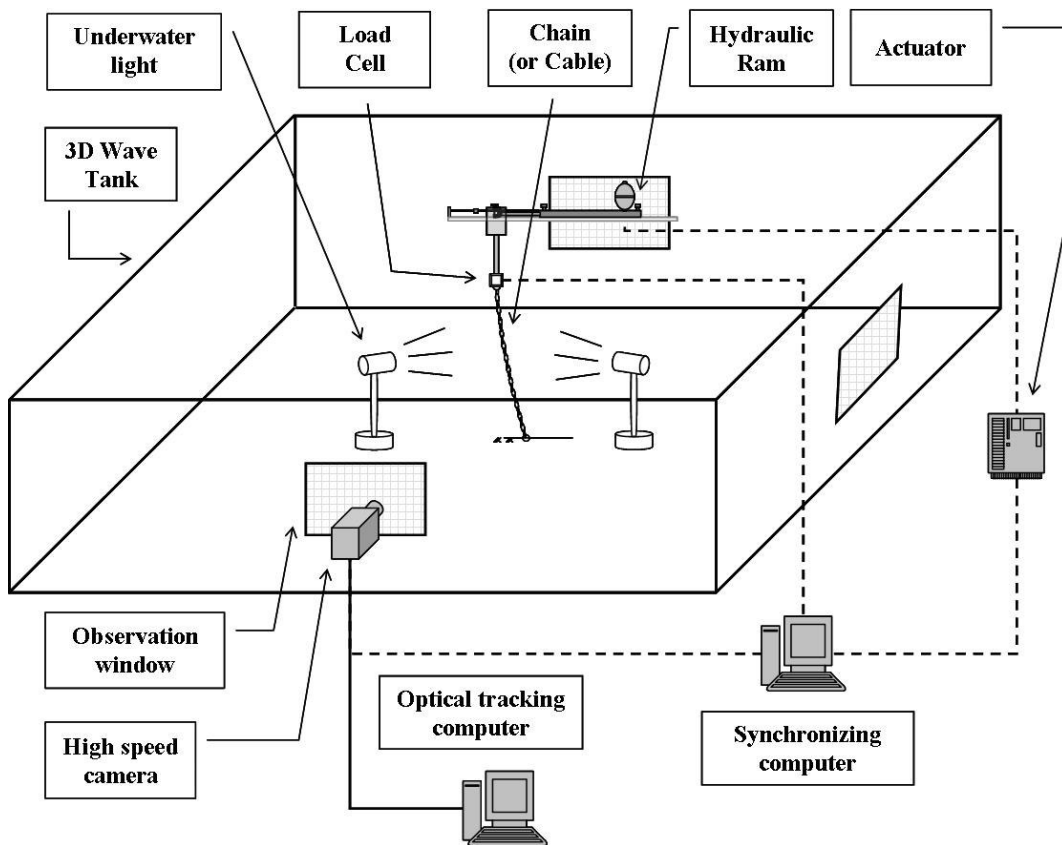 Underwater
light
Load
Cell
Chain
(or Cable)
Hydraulic
Ram
Actuator
3D Wave
Tank
Observation
window
High speed
camera
Optical tracking
computer
Synchronizing
computer